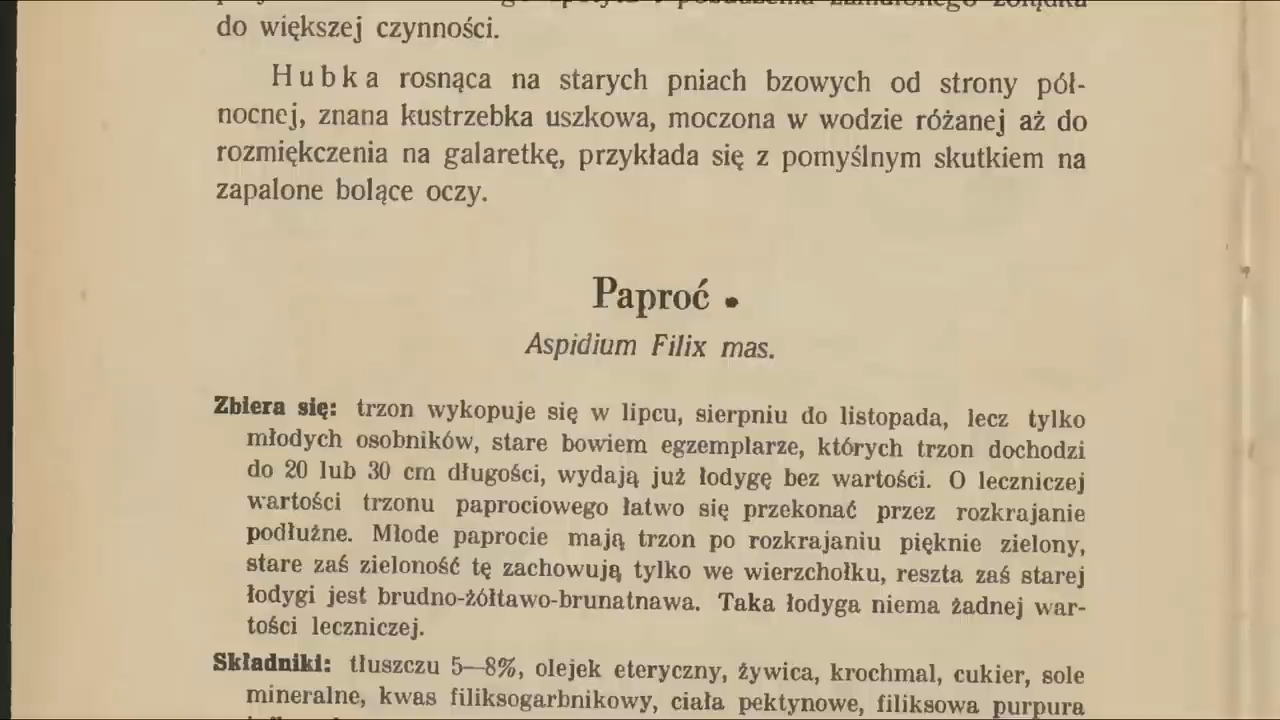 do większej czynności.
Hubka rosnąca na starych pniach bzowych od strony pół-
nocnej, znana kustrzebka uszkowa, moczona w wodzie różanej aż do
rozmiękczenia na galaretkę, przykłada się z pomyślnym skutkiem na
zapalone bolące oczy.
Paproć
Aspidium Filix mas.
Zbiera się: trzon wykopuje się w lipcu, sierpniu do listopada, lecz tylko
młodych osobników, stare bowiem egzemplarze, których trzon dochodzi
do 20 lub 30 cm długości, wydają już łodygę bez wartości. O leczniczej
wartości trzonu paprociowego łatwo się przekonać przez rozkrajanie
podłużne. Młode paprocie mają trzon po rozkrajaniu pięknie zielony,
stare zaś zieloność tę zachowują tylko we wierzchołku, reszta zaś starej
łodygi jest brudno-żółtawo-brunatnawa. Taka łodyga niema żadnej war-
tości leczniczej.
Składniki: tłuszczu 5—8%, olejek eteryczny, żywica, krochmal, cukier, sole
mineralne, kwas filiksogarbnikowy, ciała pektynowe, filiksowa purpura